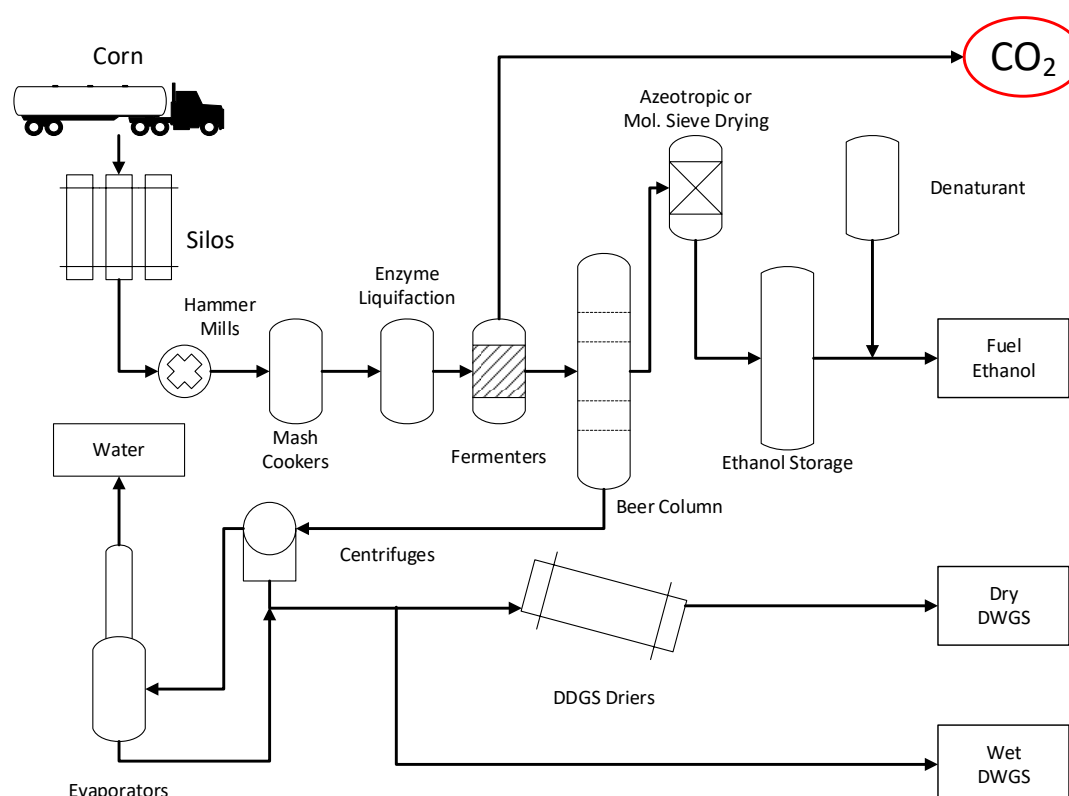 Corn
CO2
Azeotropic or
Mol. Sieve Drying
Denaturant
Silos
Enzyme
Liquifaction
Hammer
Mills
Fuel
Ethanol
Mash
Cookers
Fermenters
Ethanol Storage
Water
Beer Column
Centrifuges
Dry
DWGS
DDGS Driers
Wet
DWGS
Evaporators